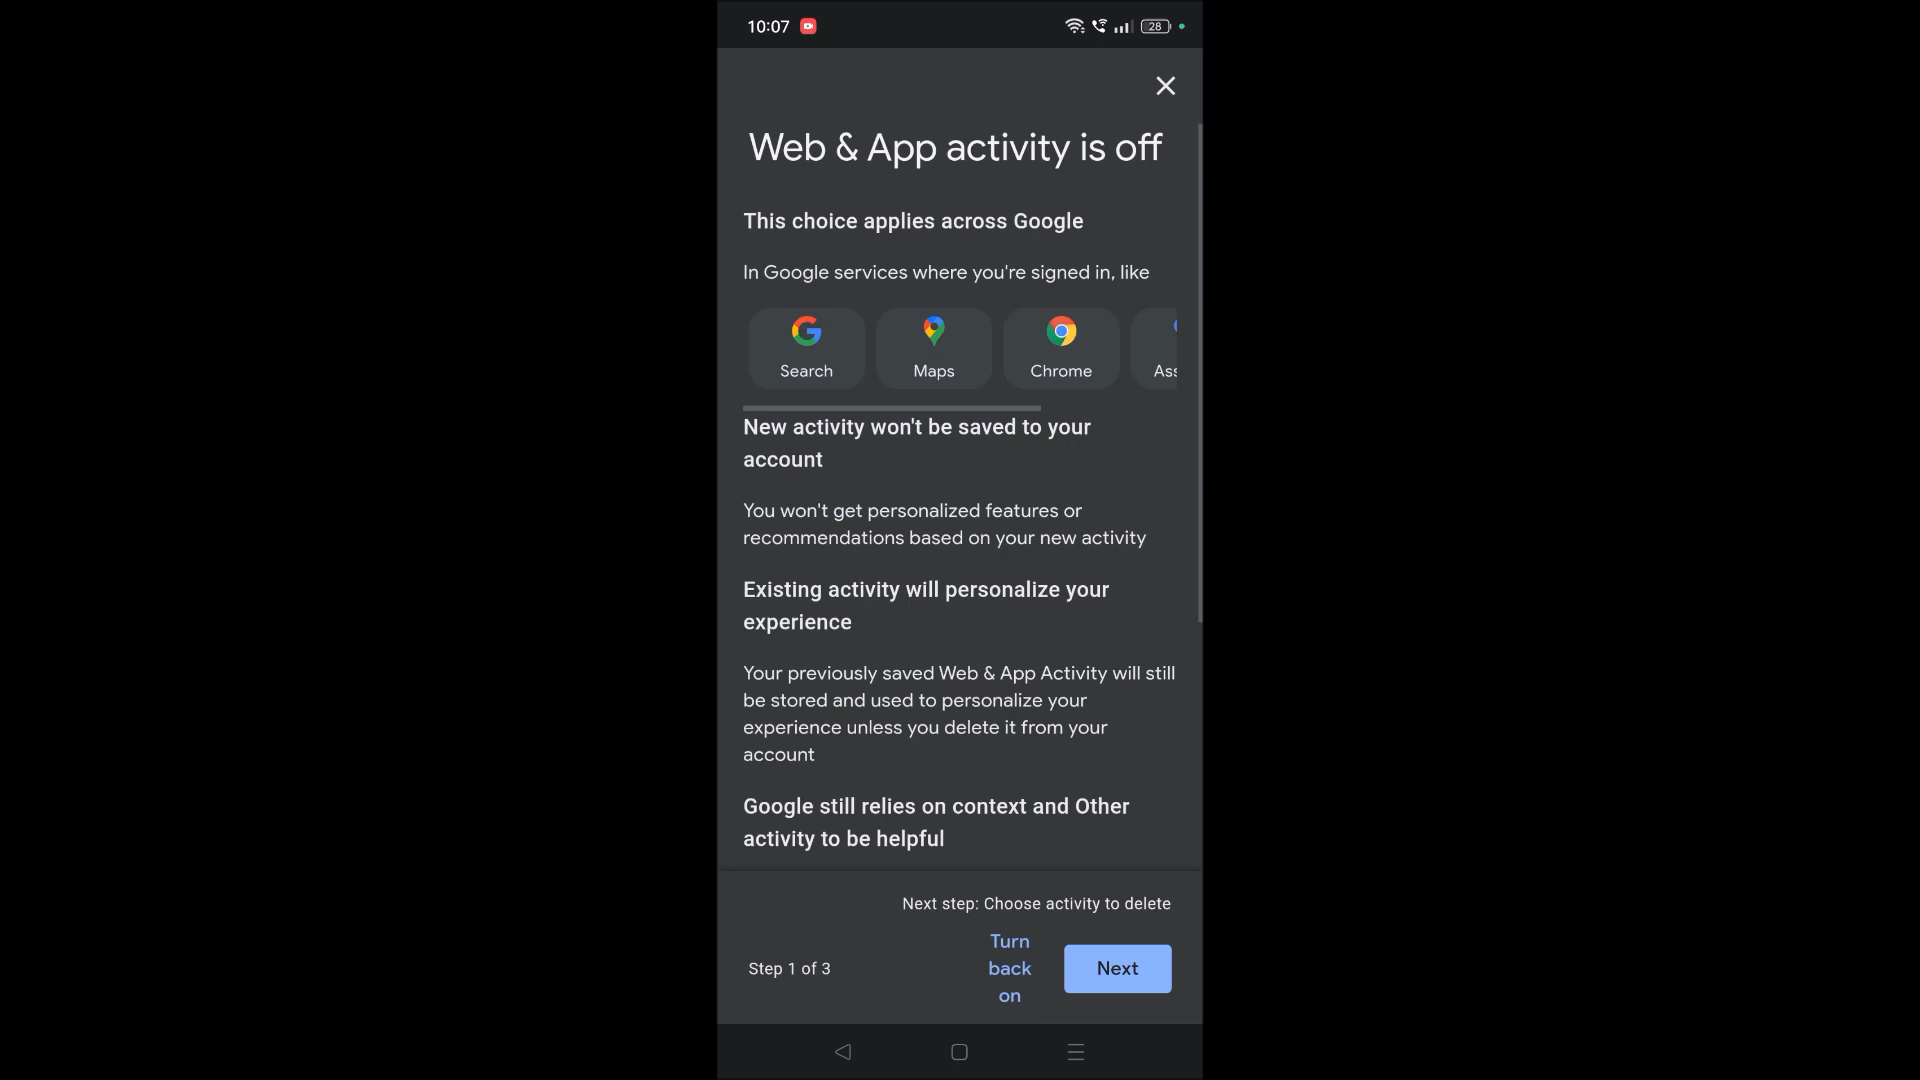 10:07
28
Web & App activity is off
This choice applies across Google
In Google services where you're signed in, like
Search
Maps
Chrome
Ass
New activity won't be saved to your
account
You won't get personalized features or
recommendations based on your new activity
Existing activity will personalize your
experience
Your previously saved Web & App Activity will still
be stored and used to personalize your
experience unless you delete it from your
account
Google still relies on context and Other
activity to be helpful
Next step: Choose activity to delete
Step 1 of 3
Turn
back
on
Next